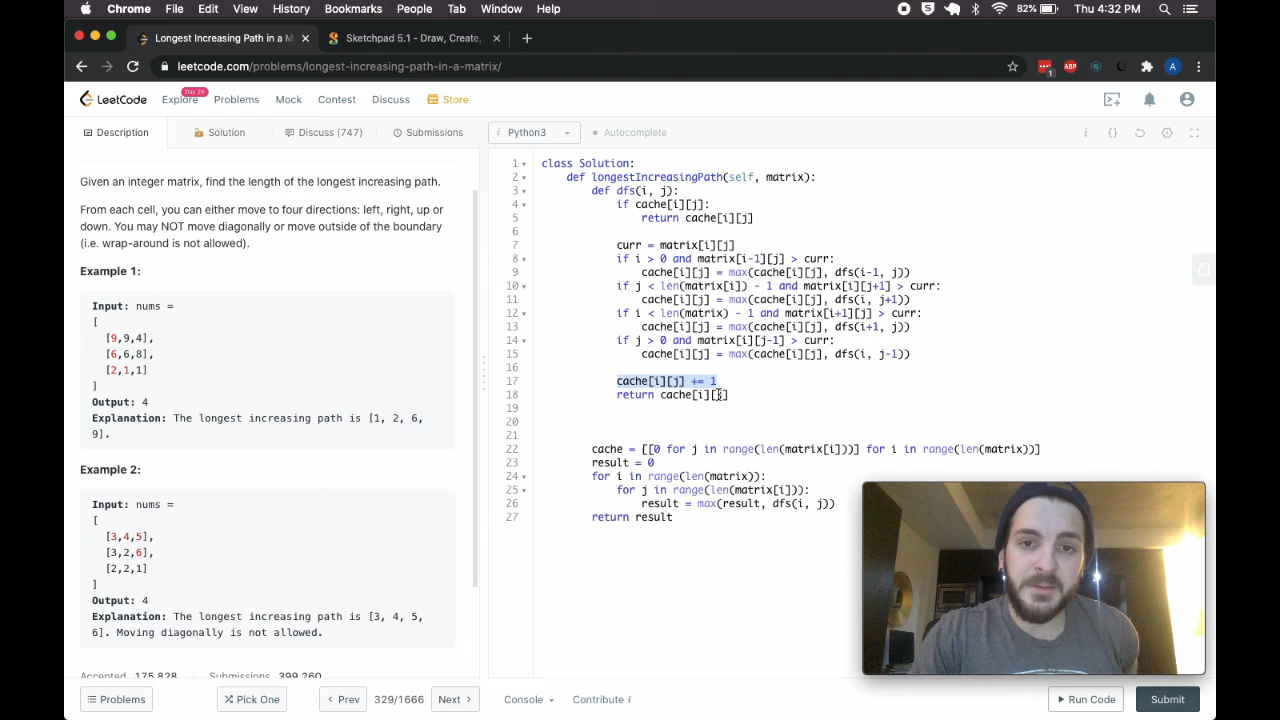 Chrome File Edit View History Bookmarks People Tab Window Help 82% Thu 4:32 PM
Longest Increasing Path in a M
Sketchpad 5.1 - Draw, Create,
leetcode.com/problems/longest-increasing-path-in-a-matrix/
Day 28
LeetCode Explore Problems Mock Contest Discuss Store
Description Solution Discuss (747) Submissions
i Python3 Autocomplete
Given an integer matrix, find the length of the longest increasing path.
From each cell, you can either move to four directions: left, right, up or
down. You may NOT move diagonally or move outside of the boundary
(i.e. wrap-around is not allowed).
Example 1:
Input: nums =
[
[9,9,4],
[6,6,8],
[2,1,1]
]
Output: 4
Explanation: The longest increasing path is [1, 2, 6,
9].
Example 2:
Input: nums =
[
[3,4,5],
[3,2,6],
[2,2,1]
]
Output: 4
Explanation: The longest increasing path is [3, 4, 5,
6]. Moving diagonally is not allowed.
Accepted 175,828 Submissions 399,260
1 class Solution:
2 def longestIncreasingPath(self, matrix):
3 def dfs(i, j):
4 if cache[i][j]:
5 return cache[i][j]
6
7 curr = matrix[i][j]
8 if i > 0 and matrix[i-1][j] > curr:
9 cache[i][j] = max(cache[i][j], dfs(i-1, j))
10 if j < len(matrix[i]) - 1 and matrix[i][j+1] > curr:
11 cache[i][j] = max(cache[i][j], dfs(i, j+1))
12 if i < len(matrix) - 1 and matrix[i+1][j] > curr:
13 cache[i][j] = max(cache[i][j], dfs(i+1, j))
14 if j > 0 and matrix[i][j-1] > curr:
15 cache[i][j] = max(cache[i][j], dfs(i, j-1))
16
17 cache[i][j] += 1
18 return cache[i][j]
19
20
21
22 cache = [[0 for j in range(len(matrix[i]))] for i in range(len(matrix))]
23 result = 0
24 for i in range(len(matrix)):
25 for j in range(len(matrix[i])):
26 result = max(result, dfs(i, j))
27 return result
Problems Pick One Prev 329/1666 Next Console Contribute i Run Code Submit